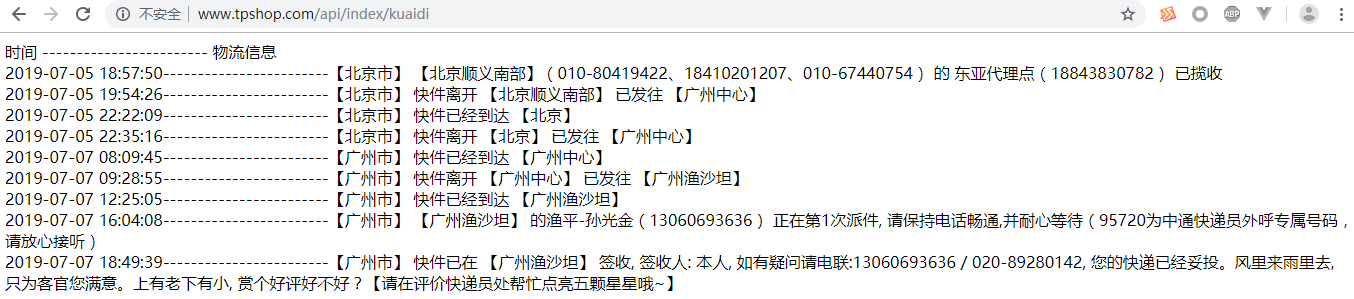 不安全 | www.tpshop.com/api/index/kuaidi
ABP
时间 ------------------------ 物流信息
2019-07-05 18:57:50------------------------【北京市】 【北京顺义南部】（010-80419422、18410201207、010-67440754） 的 东亚代理点（18843830782） 已揽收
2019-07-05 19:54:26------------------------【北京市】 快件离开 【北京顺义南部】 已发往 【广州中心】
2019-07-05 22:22:09------------------------【北京市】 快件已经到达 【北京】
2019-07-05 22:35:16------------------------【北京市】 快件离开 【北京】 已发往 【广州中心】
2019-07-07 08:09:45------------------------【广州市】 快件已经到达 【广州中心】
2019-07-07 09:28:55------------------------【广州市】 快件离开 【广州中心】 已发往 【广州渔沙坦】
2019-07-07 12:25:05------------------------【广州市】 快件已经到达 【广州渔沙坦】
2019-07-07 16:04:08------------------------【广州市】 【广州渔沙坦】 的渔平-孙光金（13060693636） 正在第1次派件, 请保持电话畅通,并耐心等待（95720为中通快递员外呼专属号码，
请放心接听）
2019-07-07 18:49:39------------------------【广州市】 快件已在 【广州渔沙坦】 签收, 签收人: 本人, 如有疑问请电联:13060693636 / 020-89280142, 您的快递已经妥投。风里来雨里去,
只为客官您满意。上有老下有小, 赏个好评好不好？【请在评价快递员处帮忙点亮五颗星星哦~】